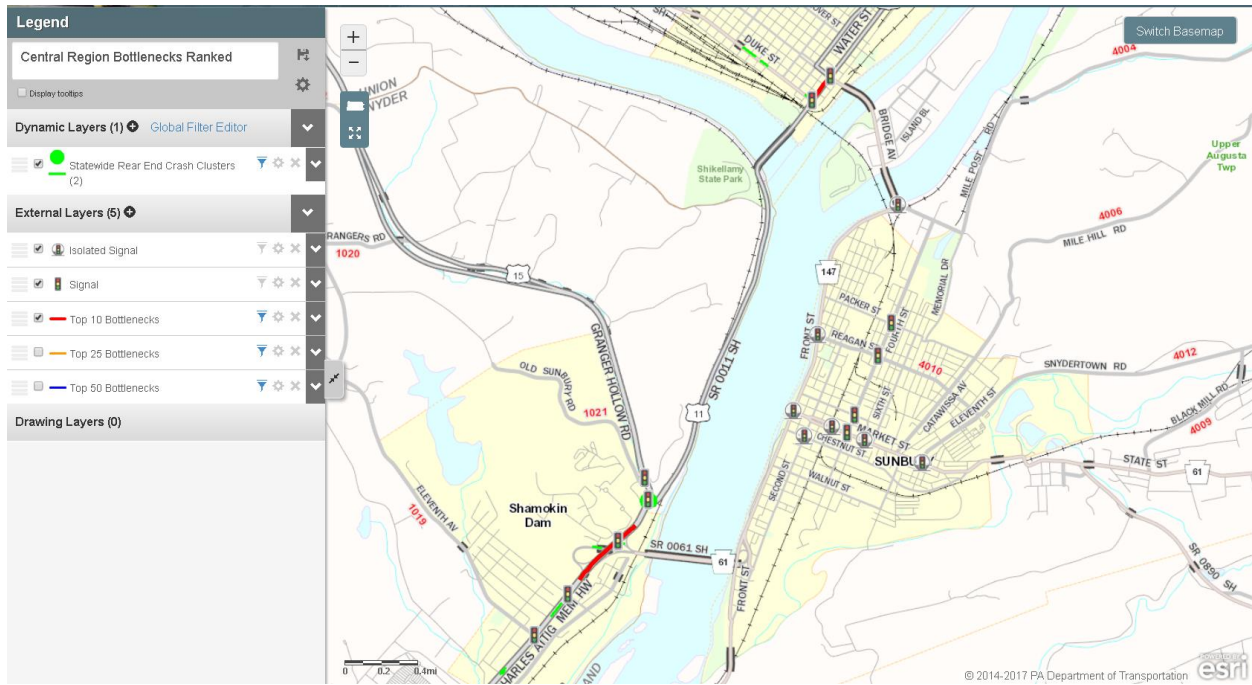 Legend
Central Region Bottlenecks Ranked
Display tooltips
Dynamic Layers (1) Global Filter Editor
Statewide Rear End Crash Clusters
(2)
External Layers (5)
Isolated Signal
Signal
Top 10 Bottlenecks
Top 25 Bottlenecks
Top 50 Bottlenecks
Drawing Layers (0)
+
−
Switch Basemap
UNION
SNYDER
DUKE ST
WATER ST
4004
BRIDGE AV
ISLAND BL
MILE POST RD
Upper
Augusta
Twp
Shikellamy
State Park
4006
MILE HILL RD
RANGERS RD
1020
15
147
PACKER ST
MEMORIAL DR
FRONT ST
REAGAN ST
FOURTH ST
4010
GRANGER HOLLOW RD
SR 0011 SH
OLD SUNBURY RD
1021
11
SIXTH ST
CATAWISSA AV
ELEVENTH ST
SNYDERTOWN RD
4012
BLACK MILL RD
4009
MARKET ST
CHESTNUT ST
SECOND ST
WALNUT ST
STATE ST
61
ELEVENTH AV
1019
Shamokin
Dam
SR 0061 SH
61
FRONT ST
SR 0890 SH
HARLES AITIG MEM HW
0 0.2 0.4mi
© 2014-2017 PA Department of Transportation
esri